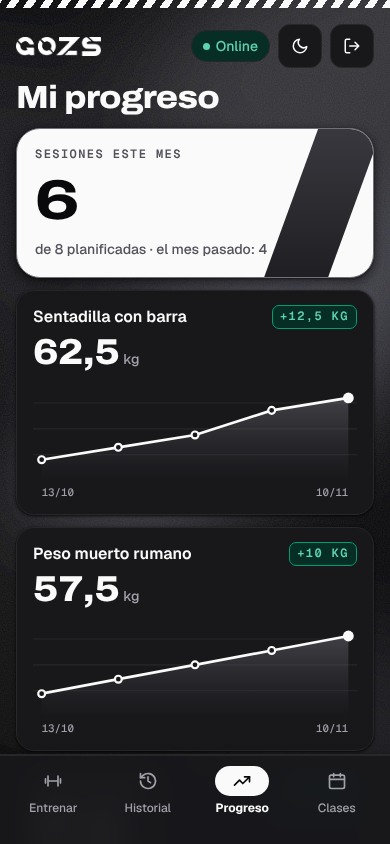 GOZS
Online
Mi progreso
SESIONES ESTE MES
6
de 8 planificadas · el mes pasado: 4
Sentadilla con barra
+12,5 KG
62,5 kg
13/10
10/11
Peso muerto rumano
+10 KG
57,5 kg
13/10
10/11
Entrenar
Historial
Progreso
Clases